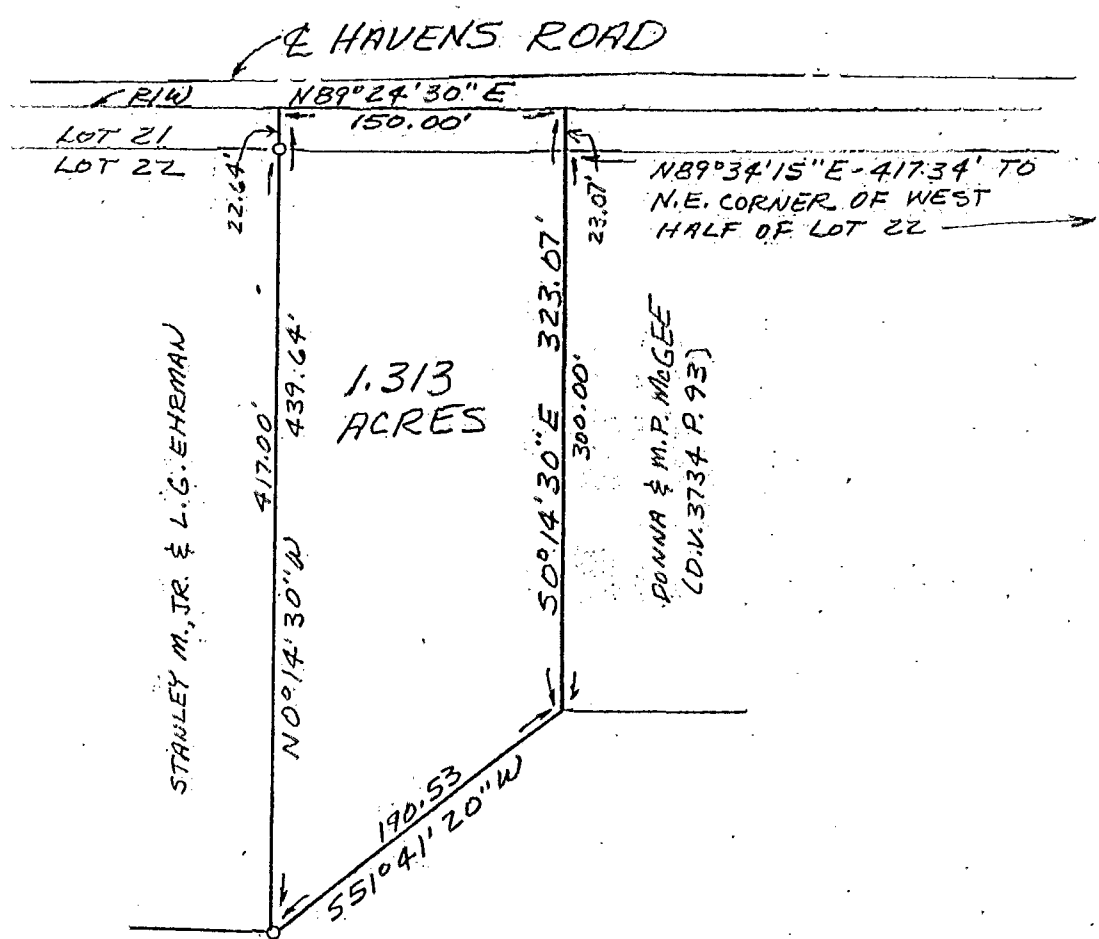 ℄ HAVENS ROAD
R/W
N89°24'30"E
150.00'
LOT 21
LOT 22
22.64'
23.07'
N89°34'15"E-417.34' TO
N.E. CORNER OF WEST
HALF OF LOT 22
STANLEY M., JR. & L.G. EHRMAN
417.00'
439.64'
N0°14'30"W
1.313
ACRES
S0°14'30"E 323.07'
300.00'
DONNA & M.P. McGEE
(D.V. 3734 P. 93)
190.53
S51°41'20"W